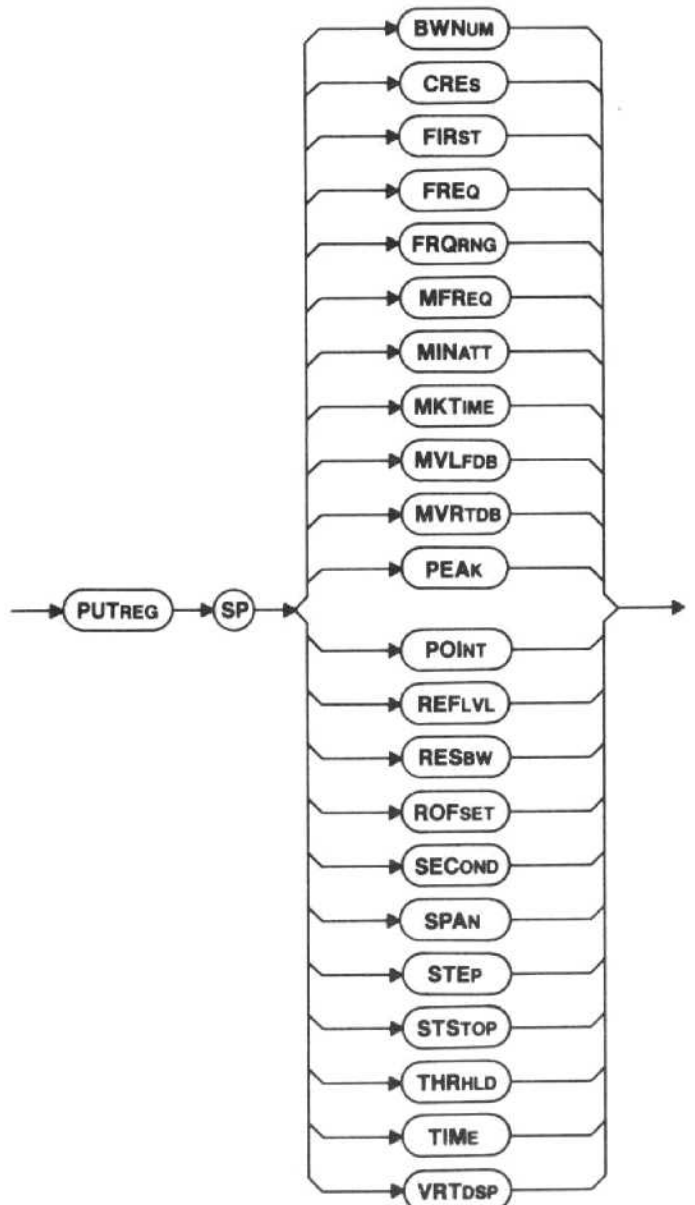 BWNUM
CRES
FIRST
FREQ
FRQRNG
MFREQ
MINATT
MKTIME
MVLFDB
MVRTDB
PEAK
PUTREG SP
POINT
REFLVL
RESBW
ROFSET
SECOND
SPAN
STEP
STSTOP
THRHLD
TIME
VRTDSP